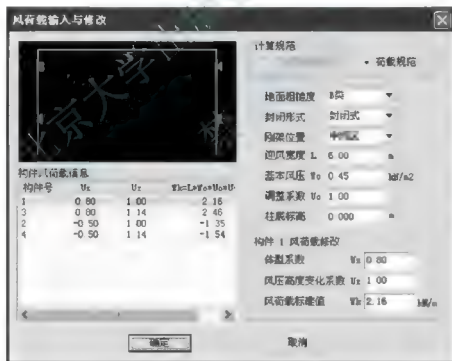 风荷载输入与修改
计算规范
荷载规范
地面粗糙度 B类
封闭形式 封闭式
刚架位置 中间区
迎风宽度 L 6.00 m
基本风压 Wo 0.45 kN/m2
调整系数 Uo 1.00
柱底标高 0.000 m
构件风荷载信息
构件号 Us Uz Wk=L*Wo*Uo*U
1 0.80 1.00 2.16
3 0.80 1.14 2.46
2 -0.50 1.00 -1.35
4 -0.50 1.14 -1.54
构件 1 风荷载修改
体型系数 Us 0.80
风压高度变化系数 Uz 1.00
风荷载标准值 Wk 2.16 kN/m
确定
取消